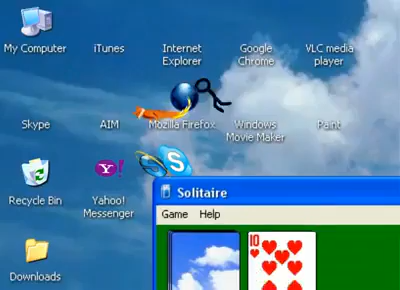 My Computer
iTunes
Internet
Explorer
Google
Chrome
VLC media
player
Skype
AIM
Mozilla Firefox
Windows
Movie Maker
Paint
Recycle Bin
Yahoo!
Messenger
Y!
S
Solitaire
Game Help
10
Downloads